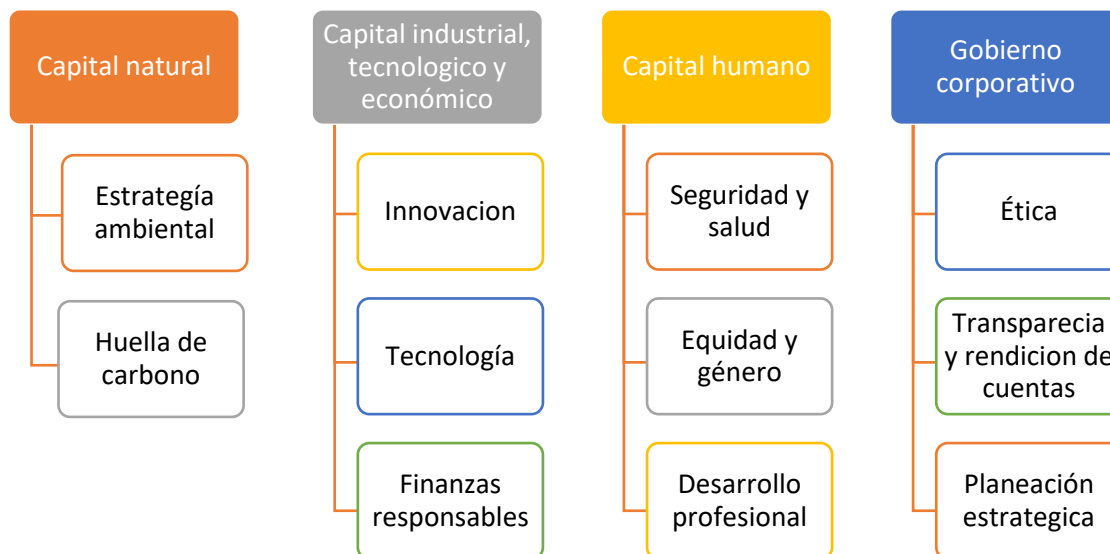 Capital natural
Estrategía
ambiental
Huella de
carbono
Capital industrial,
tecnologico y
económico
Innovacion
Tecnología
Finanzas
responsables
Capital humano
Seguridad y
salud
Equidad y
género
Desarrollo
profesional
Gobierno
corporativo
Ética
Transparecia
y rendicion de
cuentas
Planeación
estrategica